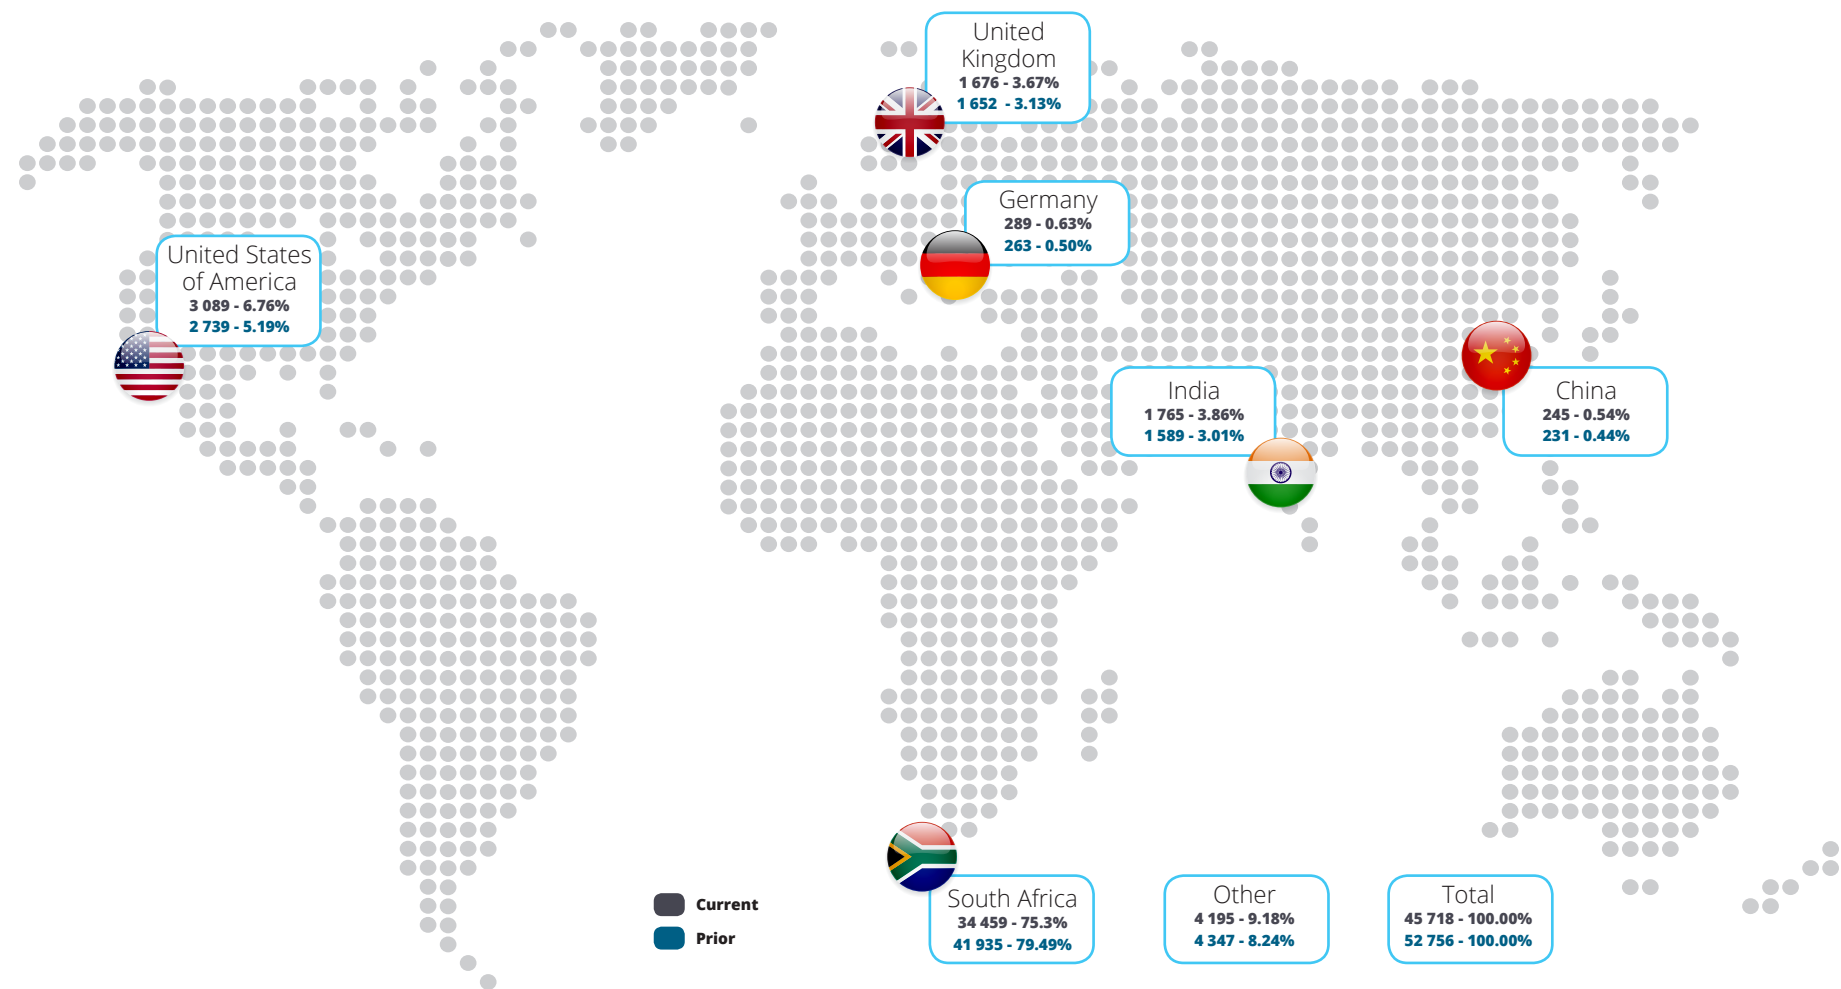 United
Kingdom
1 676 - 3.67%
1 652 - 3.13%
Germany
289 - 0.63%
263 - 0.50%
United States
of America
3 089 - 6.76%
2 739 - 5.19%
India
1 765 - 3.86%
1 589 - 3.01%
China
245 - 0.54%
231 - 0.44%
Current
Prior
South Africa
34 459 - 75.3%
41 935 - 79.49%
Other
4 195 - 9.18%
4 347 - 8.24%
Total
45 718 - 100.00%
52 756 - 100.00%